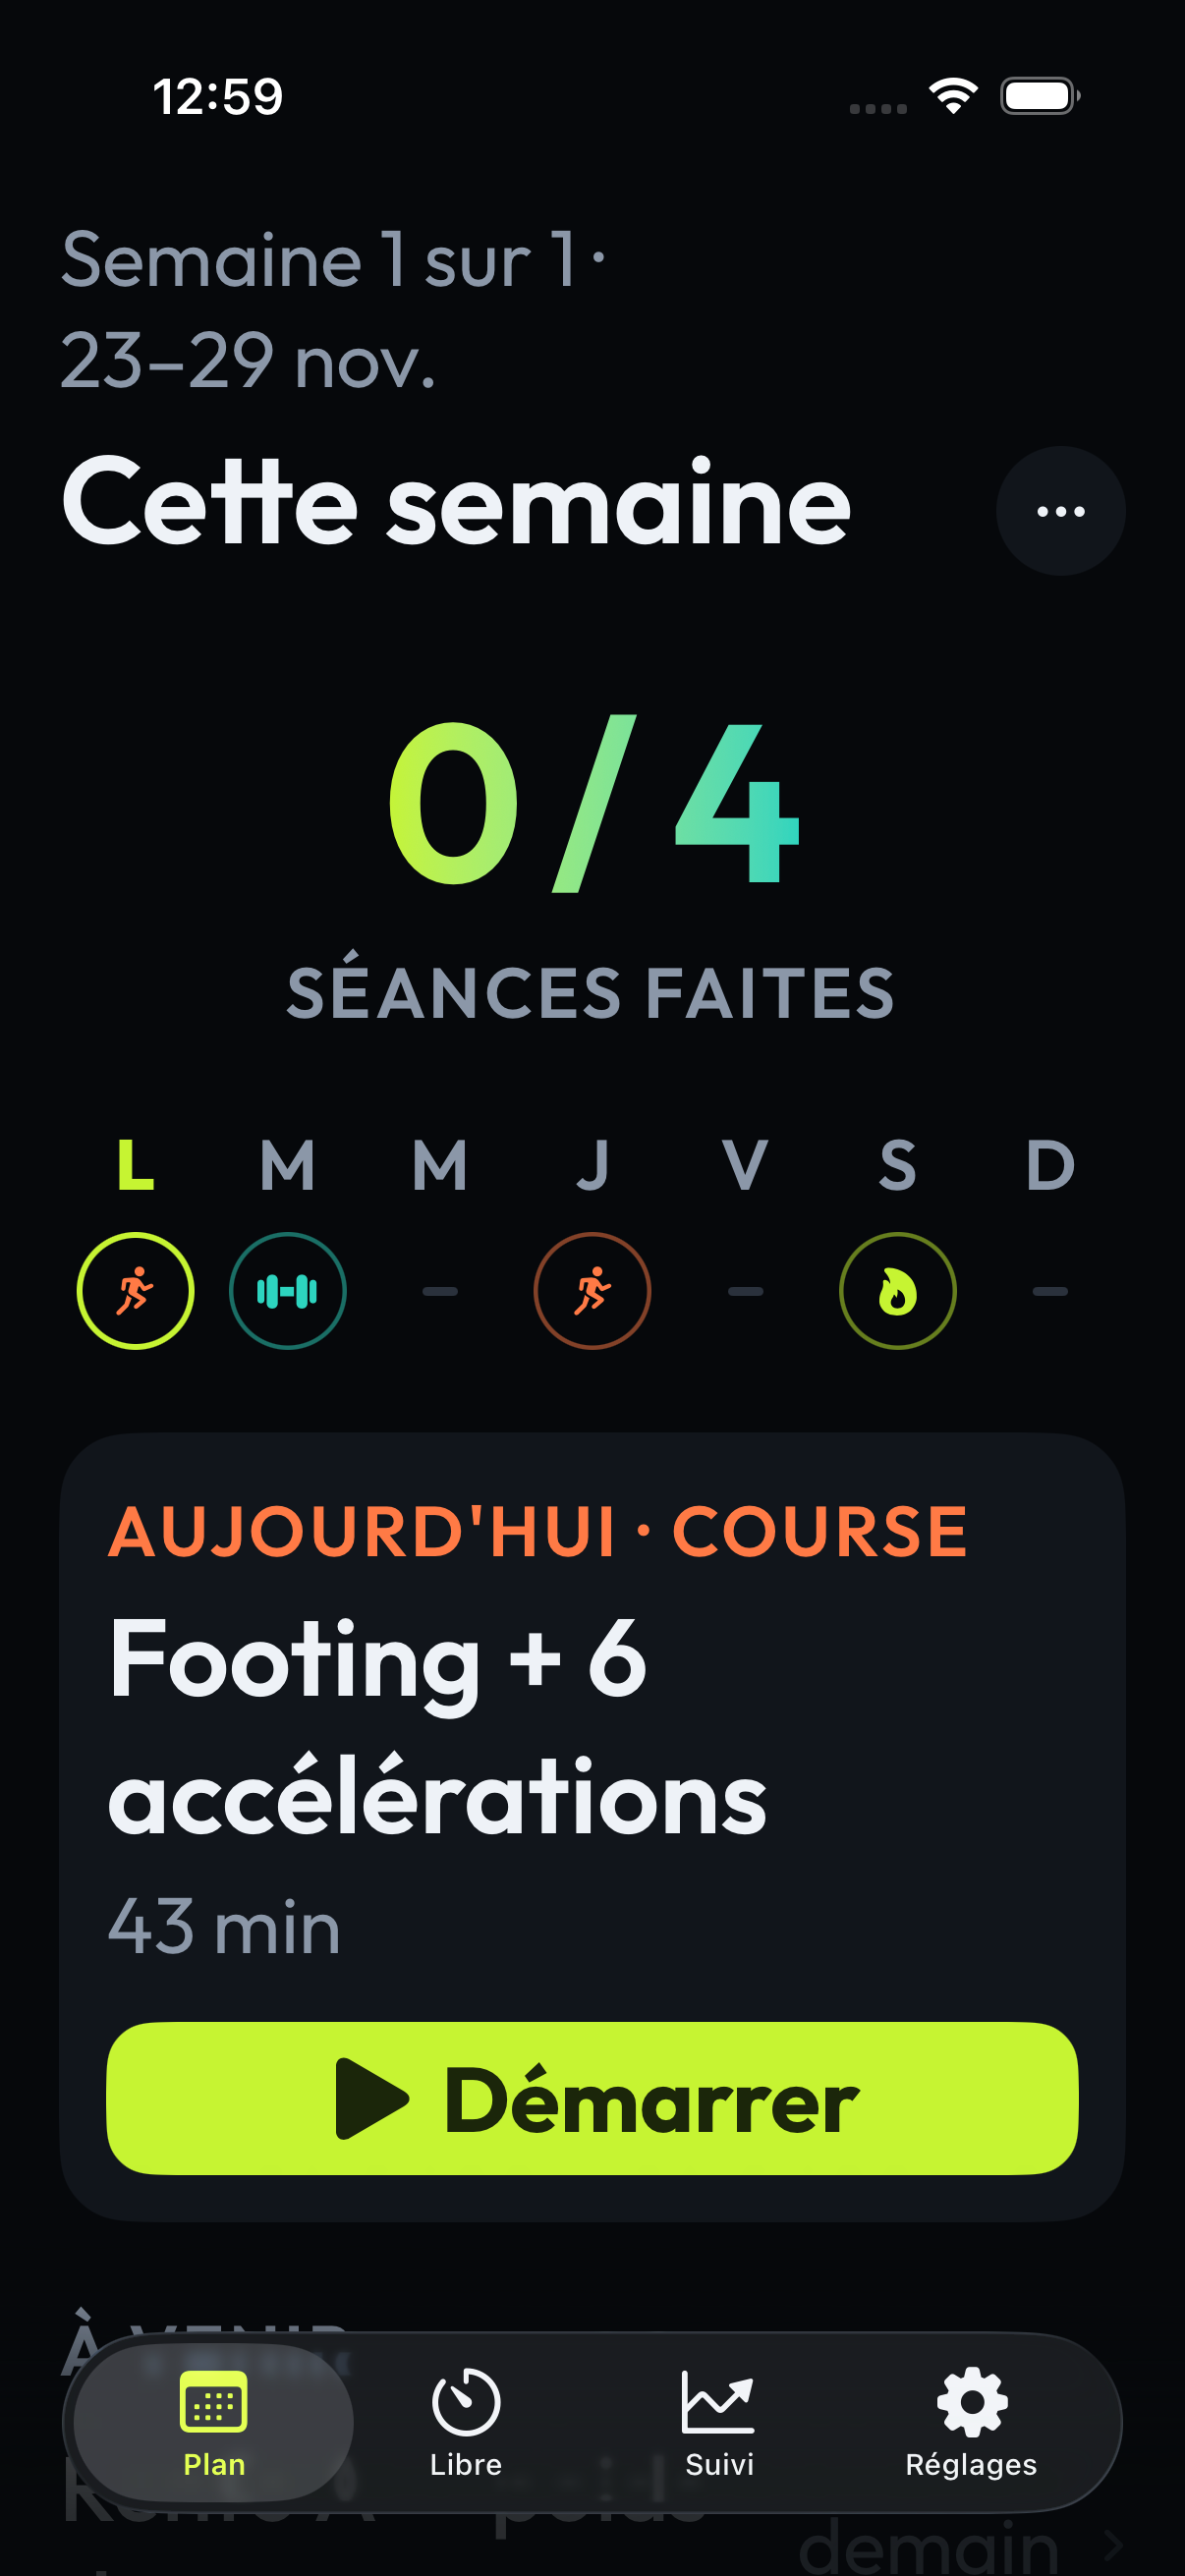 12:59
Semaine 1 sur 1 ·
23–29 nov.
Cette semaine
0/4
SÉANCES FAITES
L M M J V S D
AUJOURD'HUI · COURSE
Footing + 6
accélérations
43 min
Démarrer
À VENIR
Plan Libre Suivi Réglages
demain